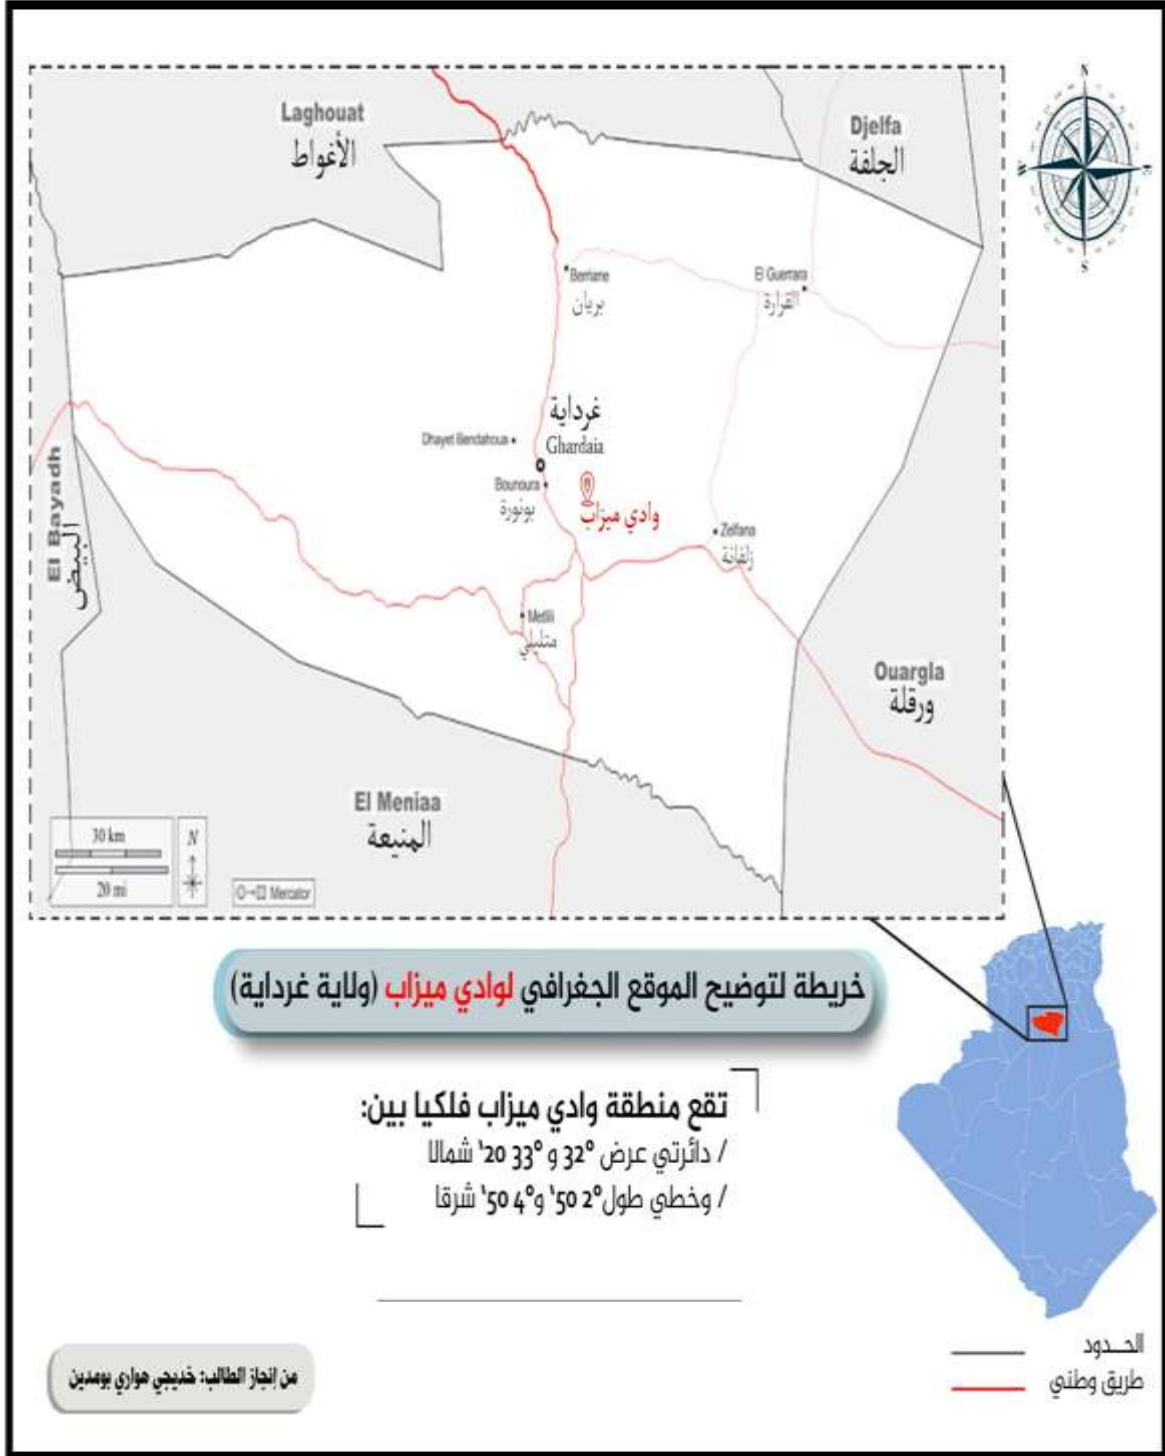 N
W
E
S
Laghouat
الأغواط
Djelfa
الجلفة
Berriane
بريان
El Guerrara
القرارة
غرداية
Ghardaia
Dhayet Bendahoua
Bounoura
بونورة
وادي ميزاب
Zelfana
زلفانة
El Bayadh
البيض
Metlili
متليلي
Ouargla
ورقلة
El Meniaa
المنيعة
30 km
20 mi
N
Mercator
خريطة لتوضيح الموقع الجغرافي لوادي ميزاب (ولاية غرداية)
تقع منطقة وادي ميزاب فلكيا بين:
/ دائرتي عرض °32 و °33 20' شمالا
/ وخطي طول °2 50' و °4 50' شرقا
الحــدود
طريق وطني
من إنجاز الطالب: خديجي هواري بومدين